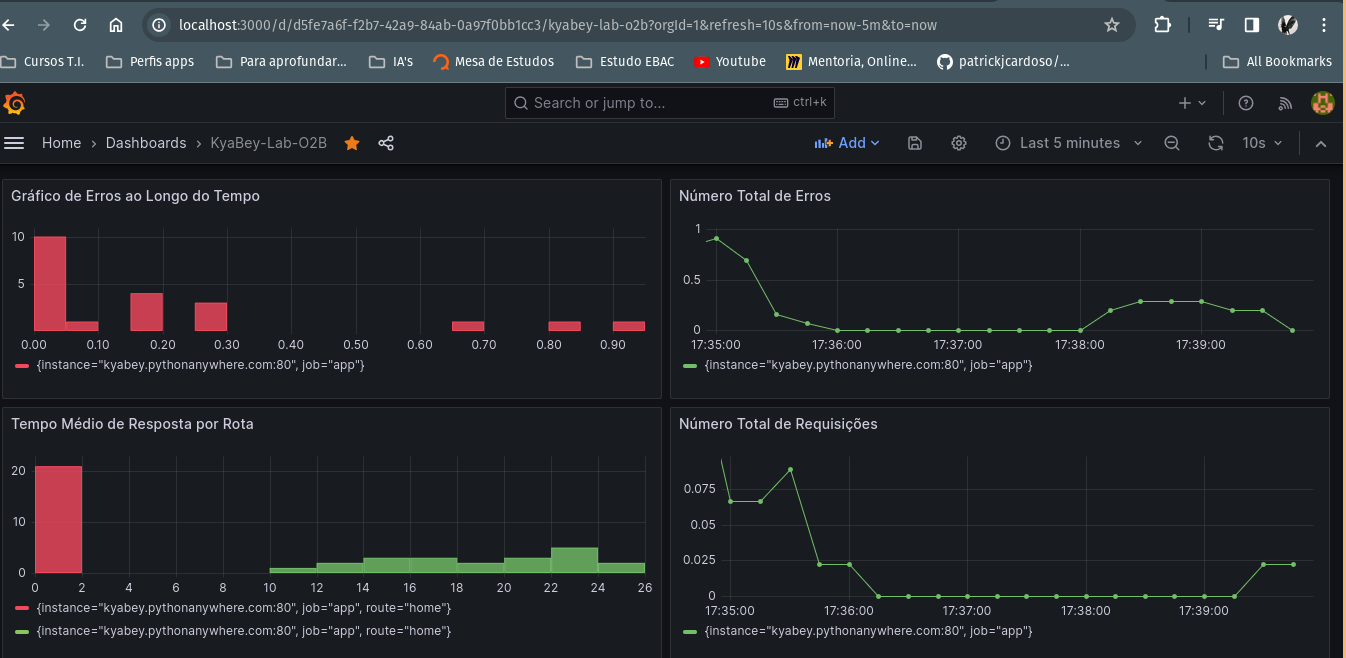 localhost:3000/d/d5fe7a6f-f2b7-42a9-84ab-0a97f0bb1cc3/kyabey-lab-o2b?orgId=1&refresh=10s&from=now-5m&to=now
Cursos T.I. Perfis apps Para aprofundar... IA's Mesa de Estudos Estudo EBAC Youtube Mentoria, Online... patrickjcardoso/... All Bookmarks
Search or jump to... ctrl+k
Home › Dashboards › KyaBey-Lab-O2B Add Last 5 minutes 10s
Gráfico de Erros ao Longo do Tempo
10
5
0.00 0.10 0.20 0.30 0.40 0.50 0.60 0.70 0.80 0.90
{instance="kyabey.pythonanywhere.com:80", job="app"}
Número Total de Erros
1
0.5
0
17:35:00 17:36:00 17:37:00 17:38:00 17:39:00
{instance="kyabey.pythonanywhere.com:80", job="app"}
Tempo Médio de Resposta por Rota
20
10
0
0 2 4 6 8 10 12 14 16 18 20 22 24 26
{instance="kyabey.pythonanywhere.com:80", job="app", route="home"}
{instance="kyabey.pythonanywhere.com:80", job="app", route="home"}
Número Total de Requisições
0.075
0.05
0.025
0
17:35:00 17:36:00 17:37:00 17:38:00 17:39:00
{instance="kyabey.pythonanywhere.com:80", job="app"}